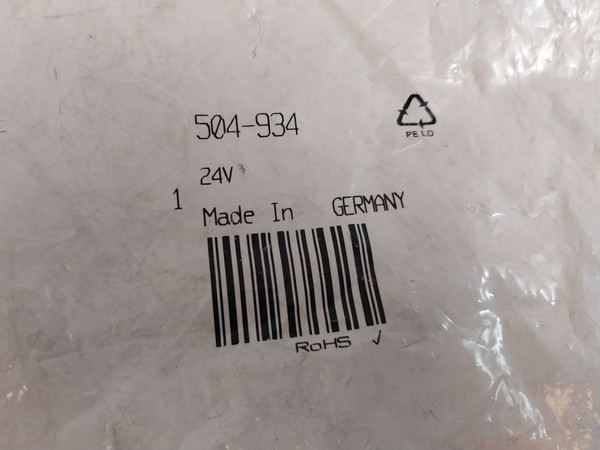 504-934
PE LD
24V
1
Made In GERMANY
RoHS ✓